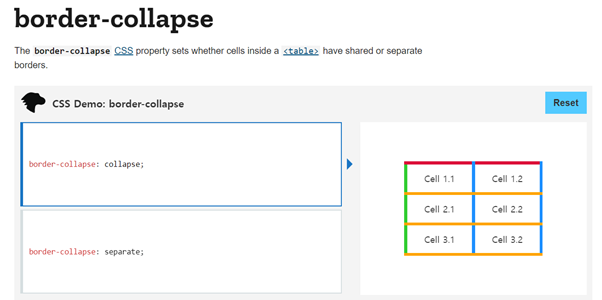 border-collapse
The border-collapse CSS property sets whether cells inside a <table> have shared or separate
borders.
CSS Demo: border-collapse
Reset
border-collapse: collapse;
border-collapse: separate;
Cell 1.1 Cell 1.2
Cell 2.1 Cell 2.2
Cell 3.1 Cell 3.2